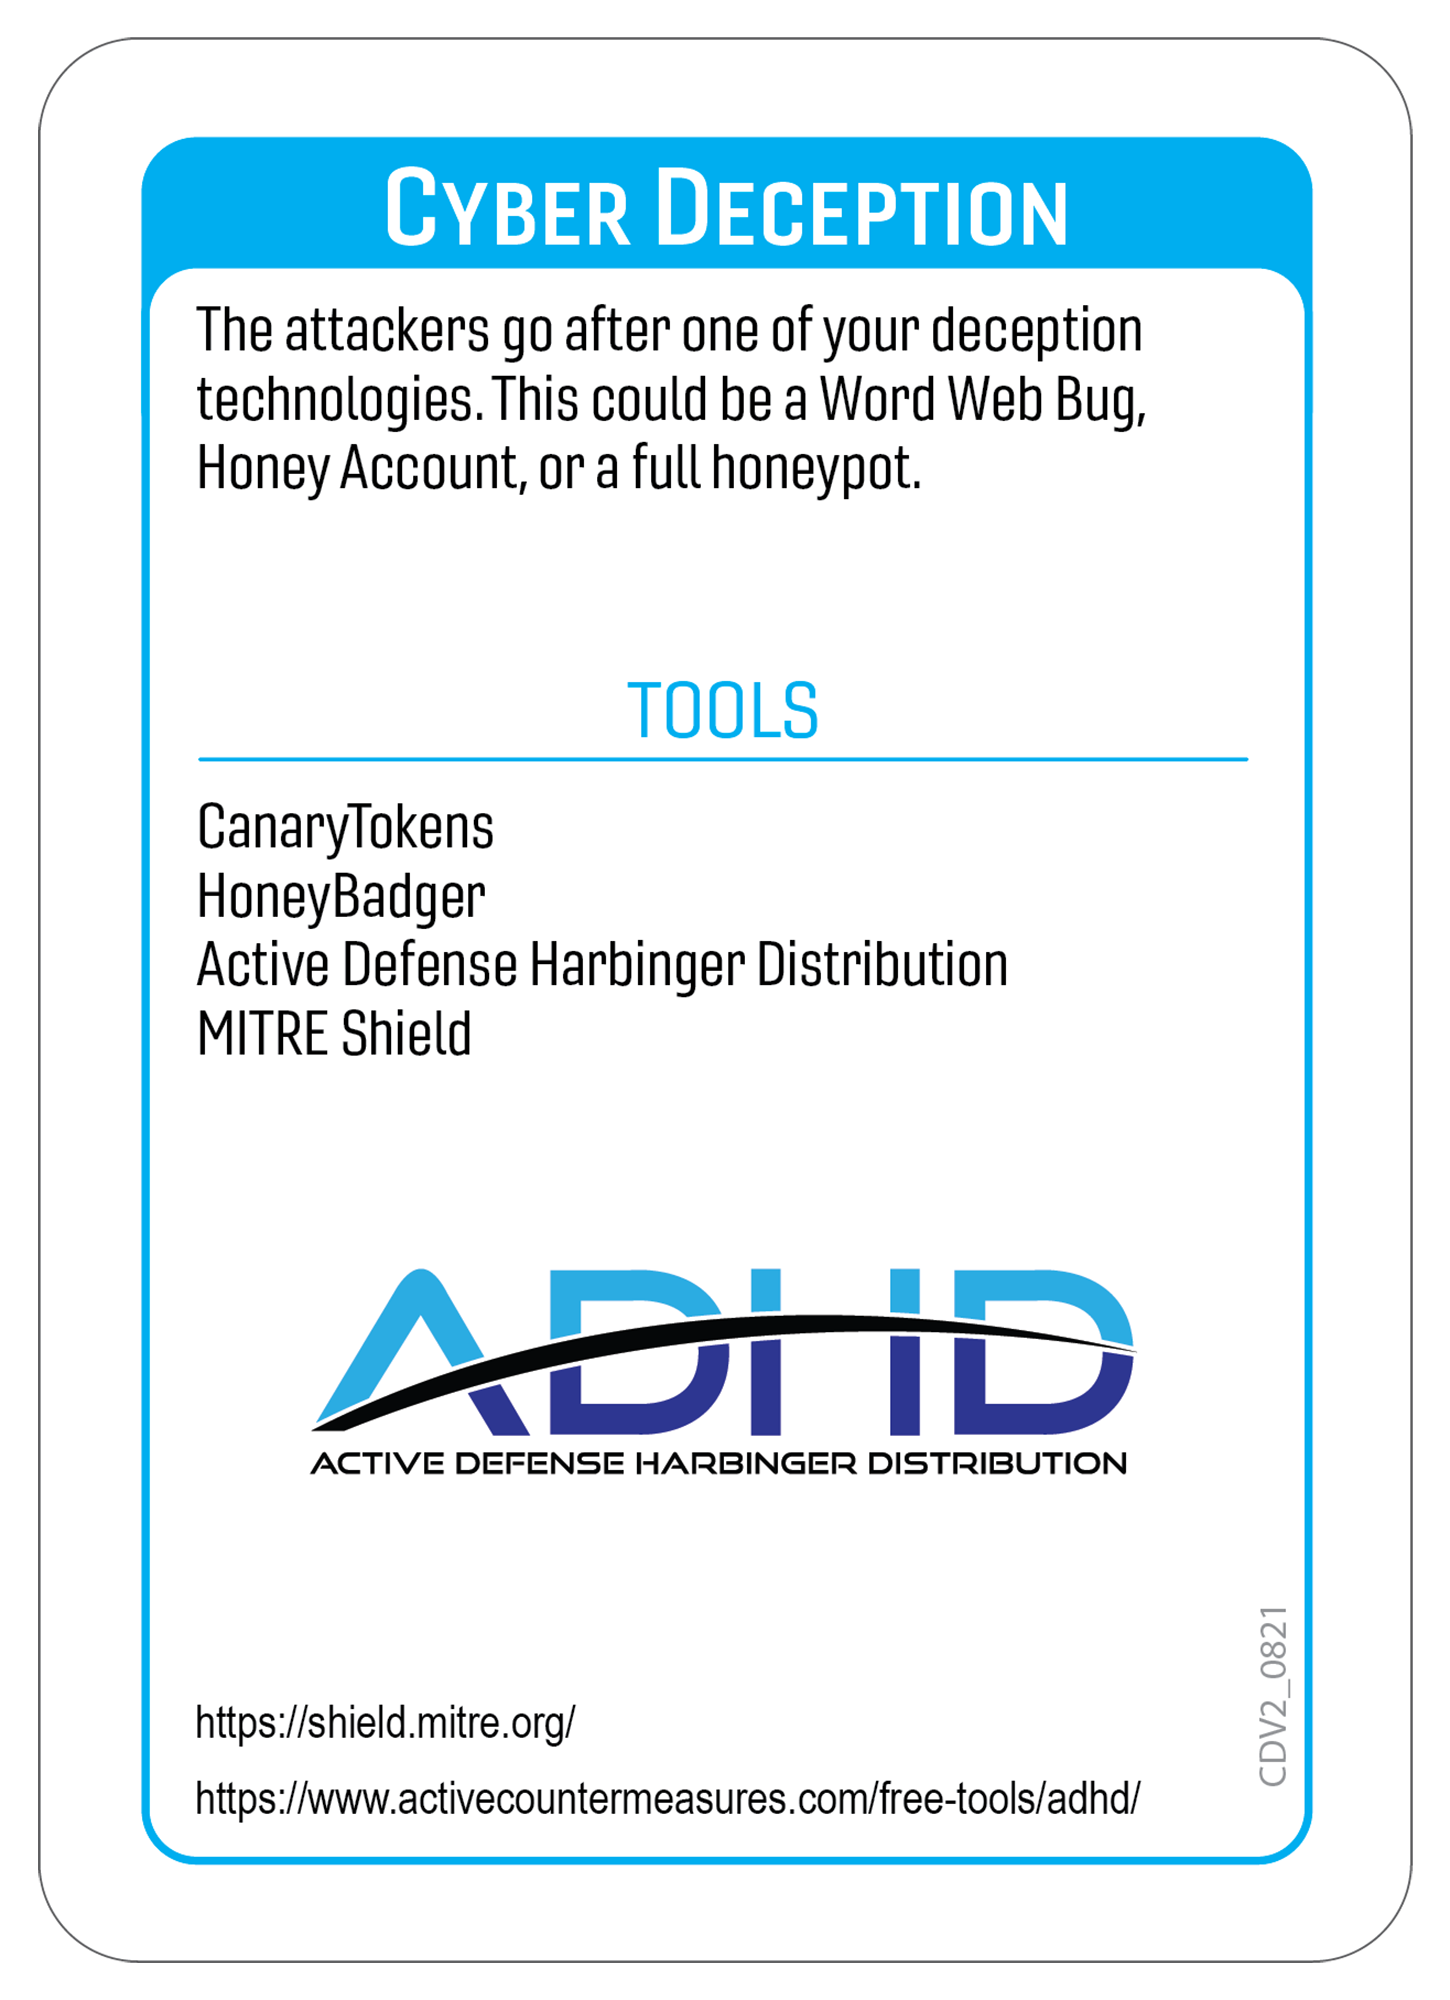 CYBER DECEPTION
The attackers go after one of your deception
technologies. This could be a Word Web Bug,
Honey Account, or a full honeypot.
TOOLS
CanaryTokens
HoneyBadger
Active Defense Harbinger Distribution
MITRE Shield
ADHD
ACTIVE DEFENSE HARBINGER DISTRIBUTION
https://shield.mitre.org/
https://www.activecountermeasures.com/free-tools/adhd/
CDV2_0821